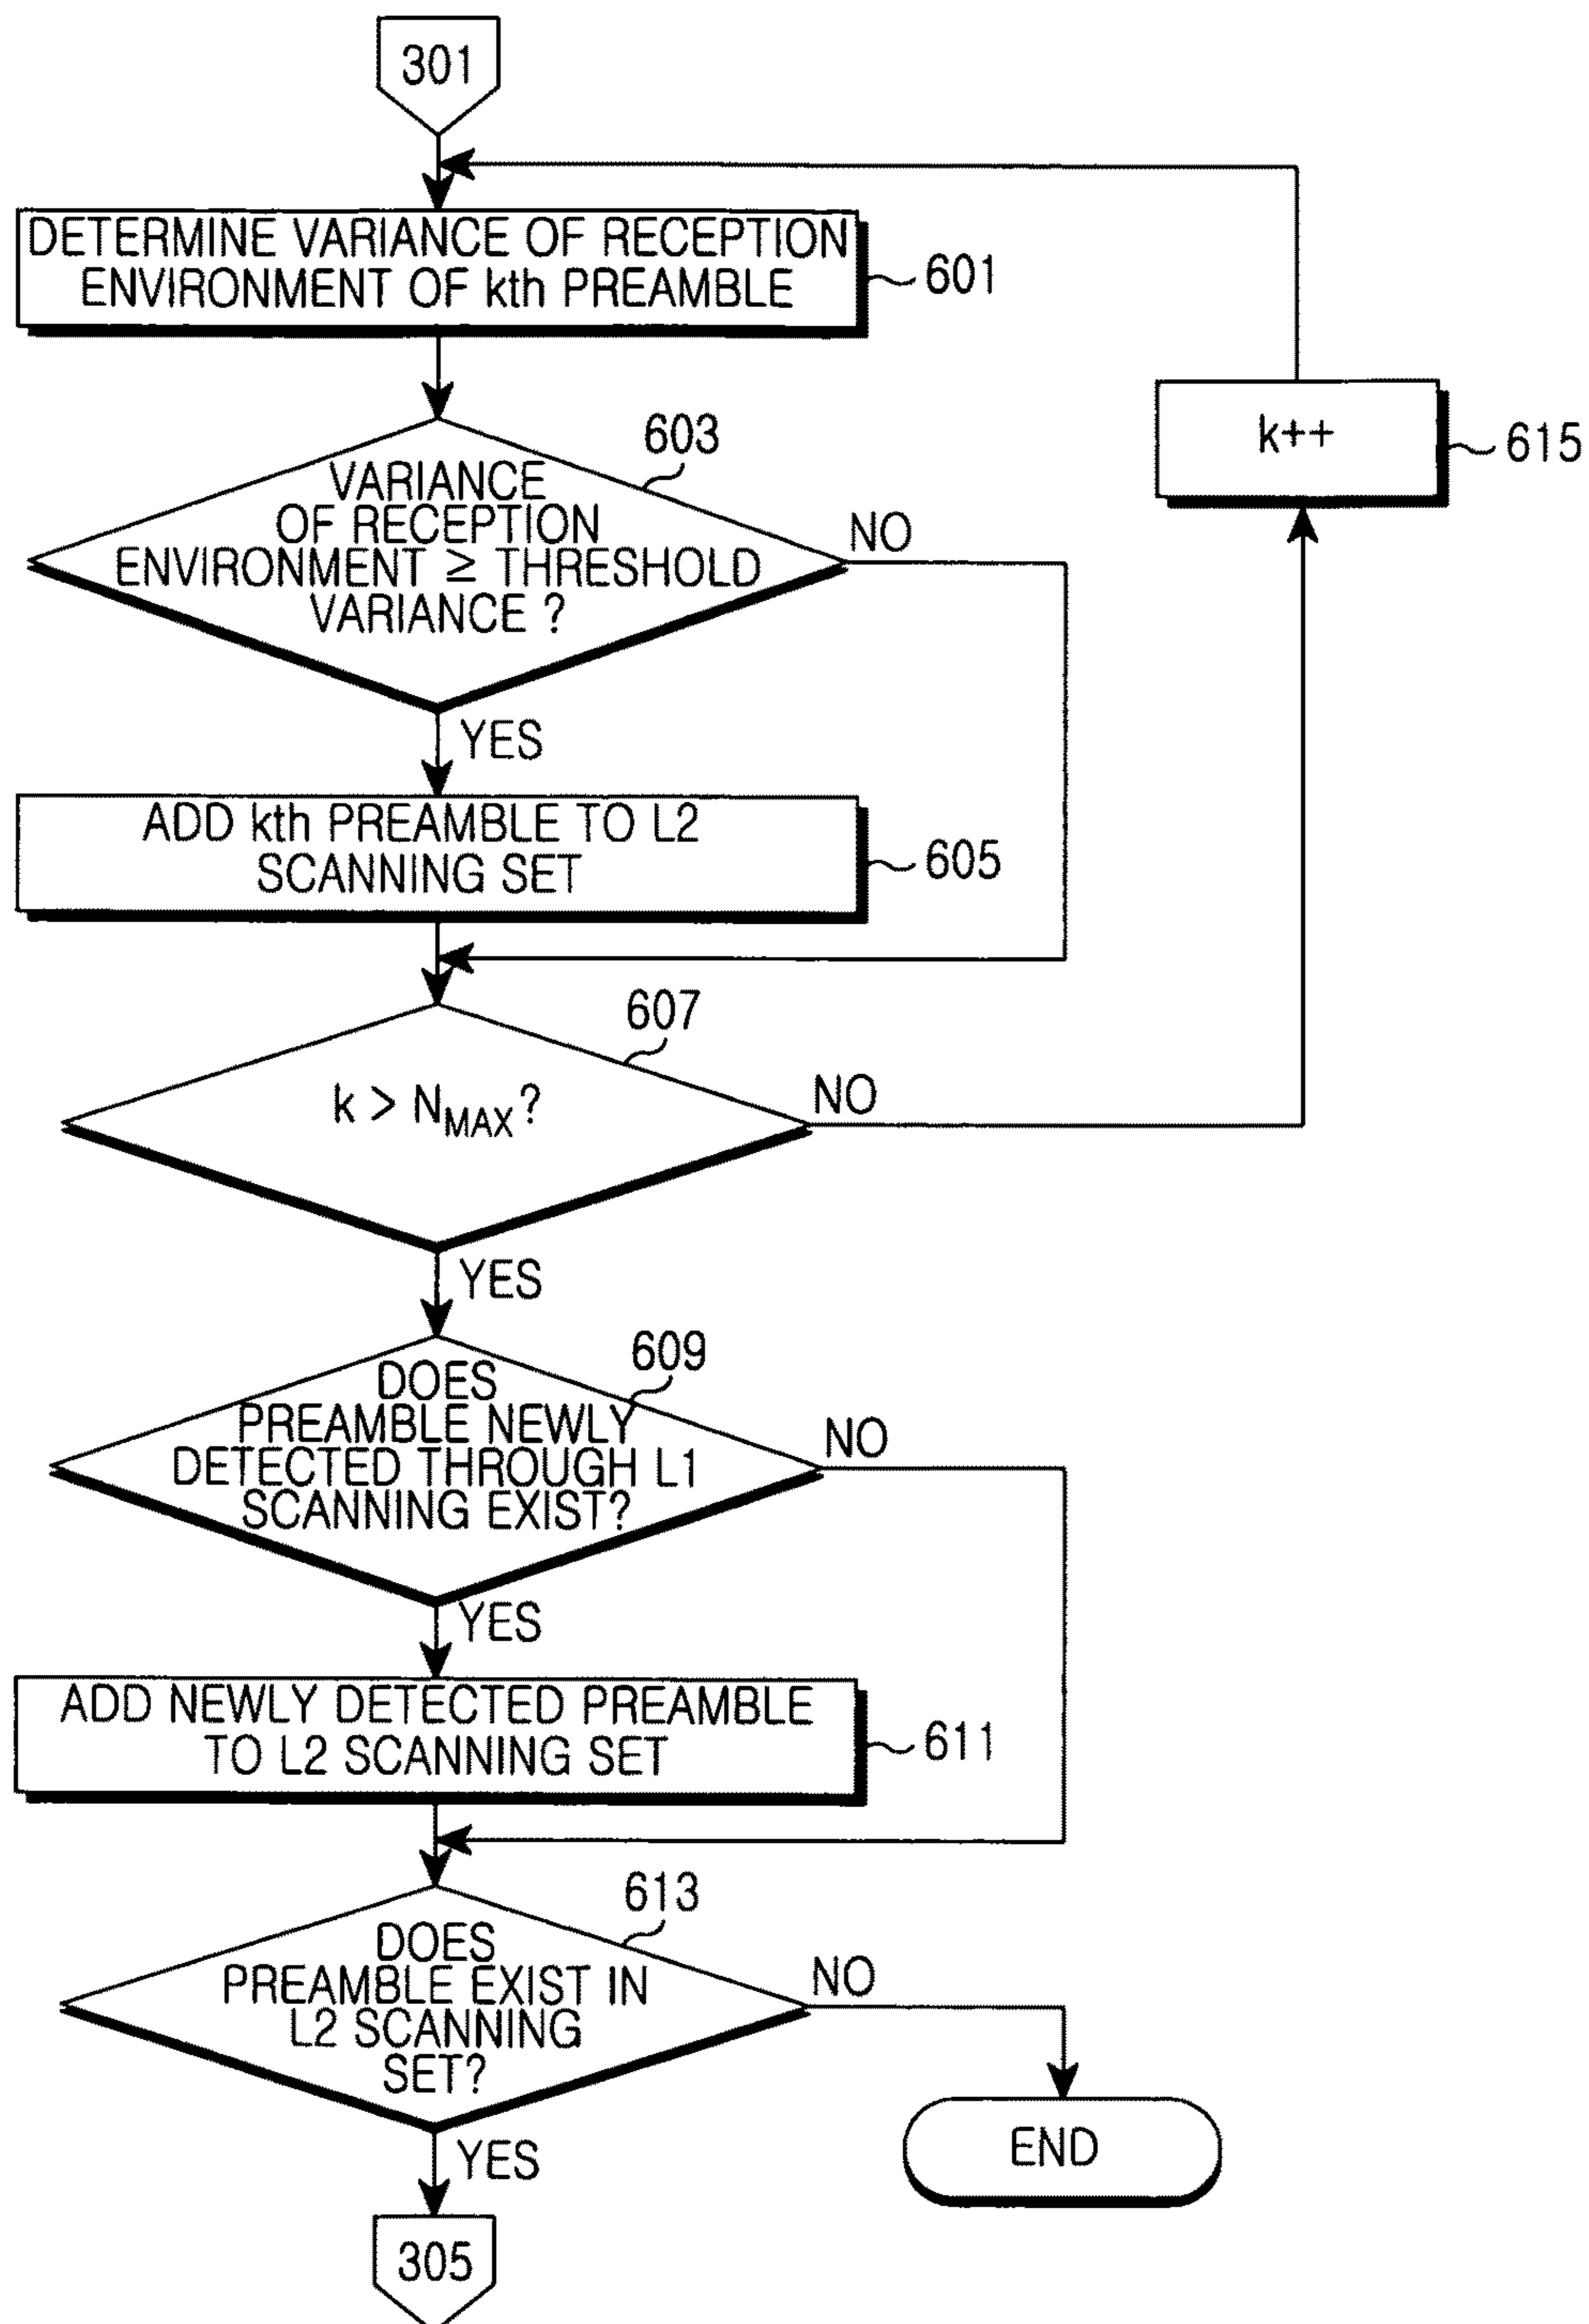 301
DETERMINE VARIANCE OF RECEPTION
ENVIRONMENT OF kth PREAMBLE
601
k++
615
603
VARIANCE
OF RECEPTION
ENVIRONMENT ≥ THRESHOLD
VARIANCE ?
NO
YES
ADD kth PREAMBLE TO L2
SCANNING SET
605
607
k > NMAX?
NO
YES
609
DOES
PREAMBLE NEWLY
DETECTED THROUGH L1
SCANNING EXIST?
NO
YES
ADD NEWLY DETECTED PREAMBLE
TO L2 SCANNING SET
611
613
DOES
PREAMBLE EXIST IN
L2 SCANNING
SET?
NO
YES
END
305